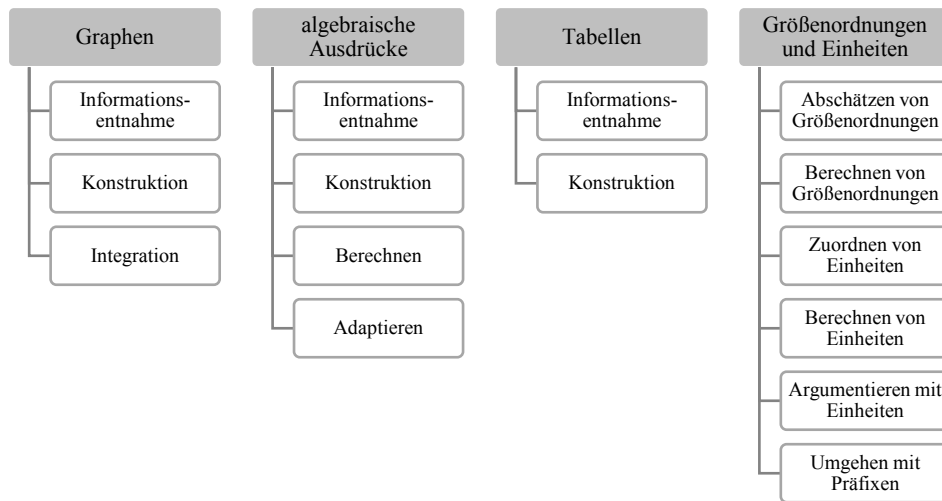 Graphen
Informations-
entnahme
Konstruktion
Integration
algebraische
Ausdrücke
Informations-
entnahme
Konstruktion
Berechnen
Adaptieren
Tabellen
Informations-
entnahme
Konstruktion
Größenordnungen
und Einheiten
Abschätzen von
Größenordnungen
Berechnen von
Größenordnungen
Zuordnen von
Einheiten
Berechnen von
Einheiten
Argumentieren mit
Einheiten
Umgehen mit
Präfixen